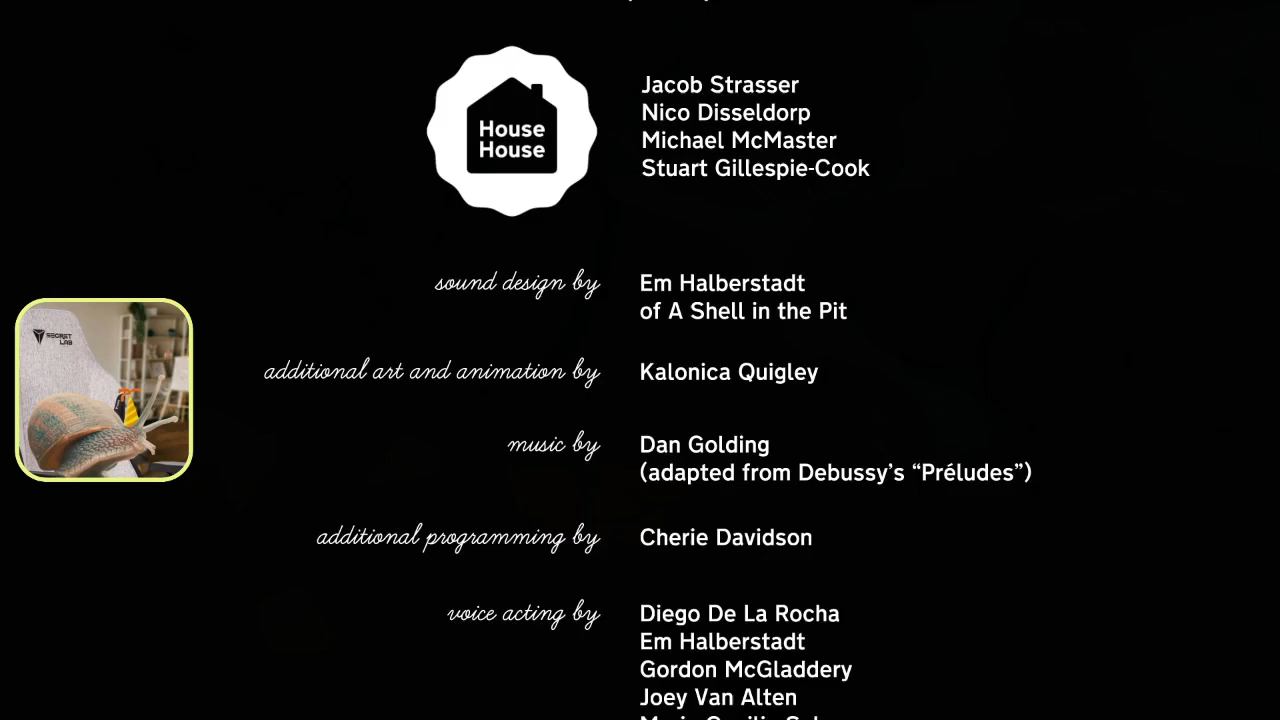 House
House
Jacob Strasser
Nico Disseldorp
Michael McMaster
Stuart Gillespie-Cook
sound design by
Em Halberstadt
of A Shell in the Pit
SECRET
LAB
additional art and animation by
Kalonica Quigley
music by
Dan Golding
(adapted from Debussy's “Préludes”)
additional programming by
Cherie Davidson
voice acting by
Diego De La Rocha
Em Halberstadt
Gordon McGladdery
Joey Van Alten